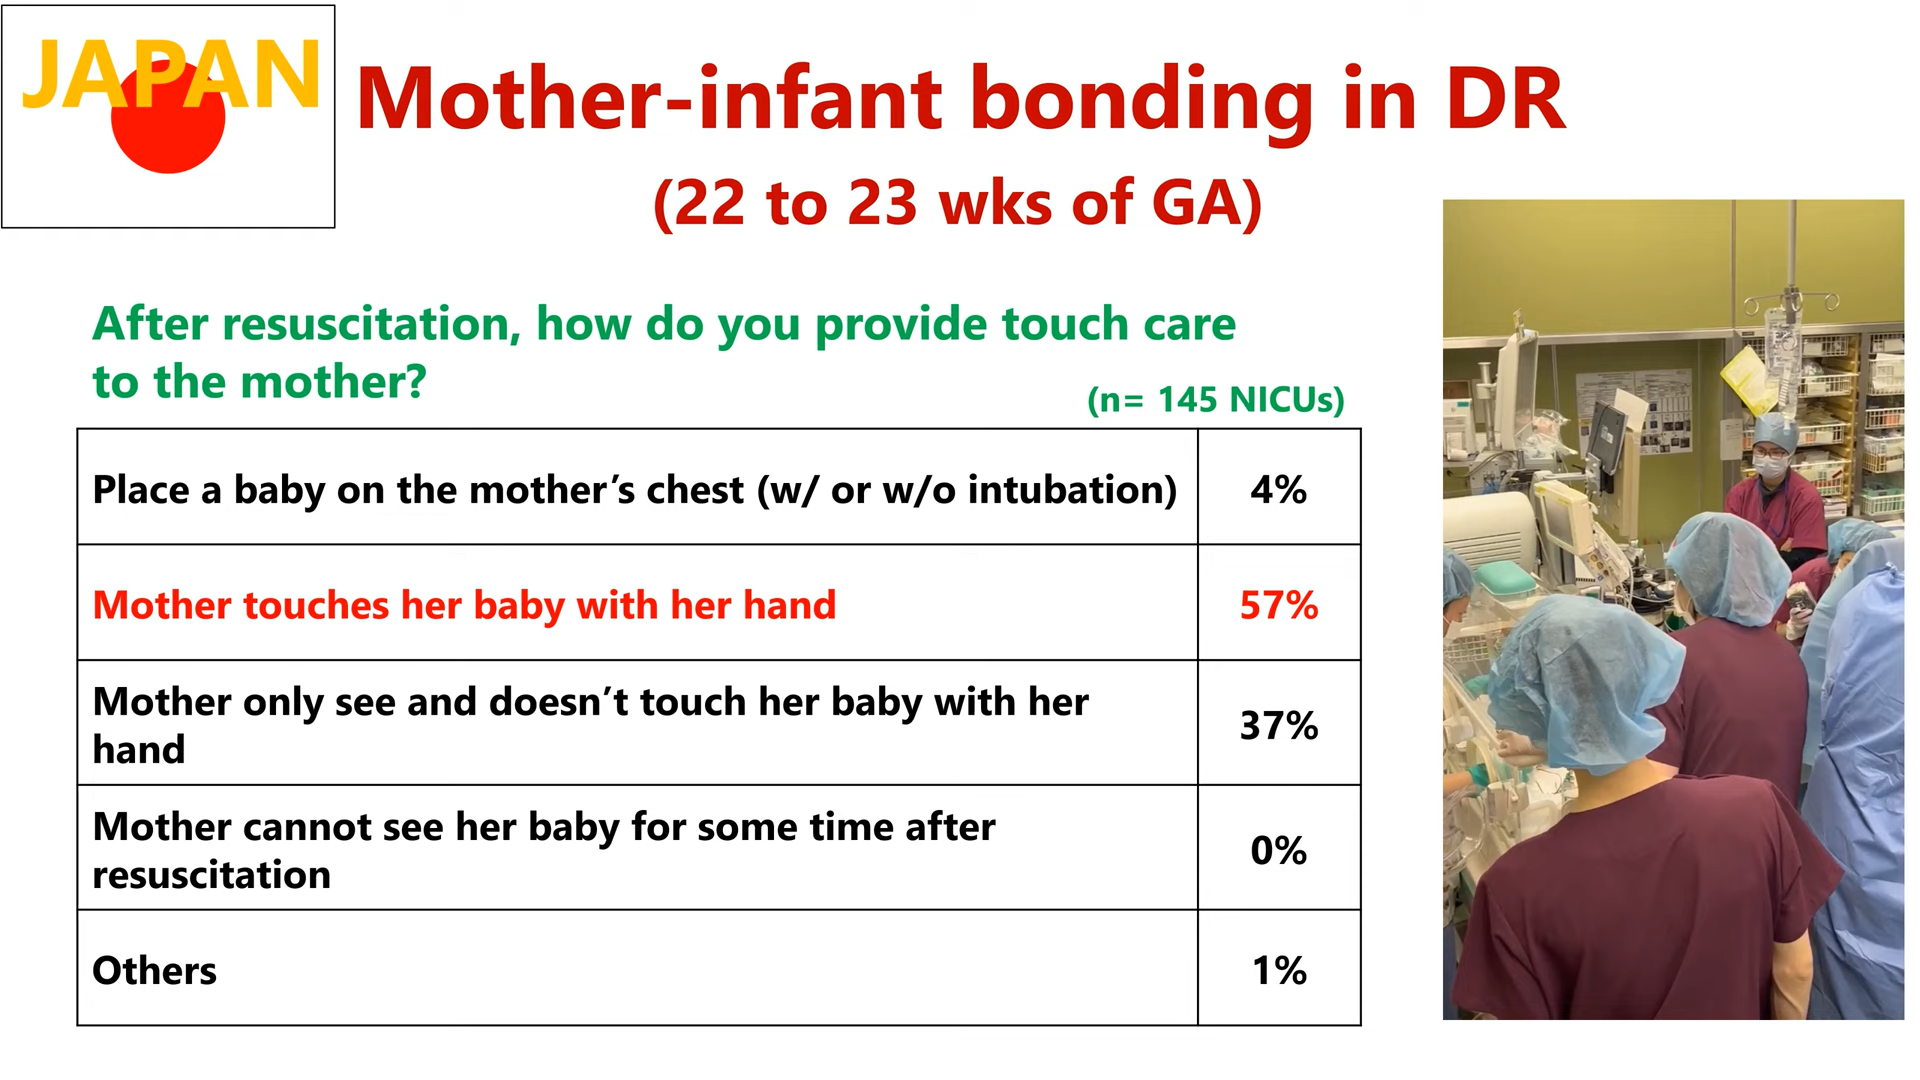 JAPAN
Mother-infant bonding in DR
(22 to 23 wks of GA)
After resuscitation, how do you provide touch care
to the mother?
(n= 145 NICUs)
Place a baby on the mother’s chest (w/ or w/o intubation)
4%
Mother touches her baby with her hand
57%
Mother only see and doesn’t touch her baby with her
hand
37%
Mother cannot see her baby for some time after
resuscitation
0%
Others
1%